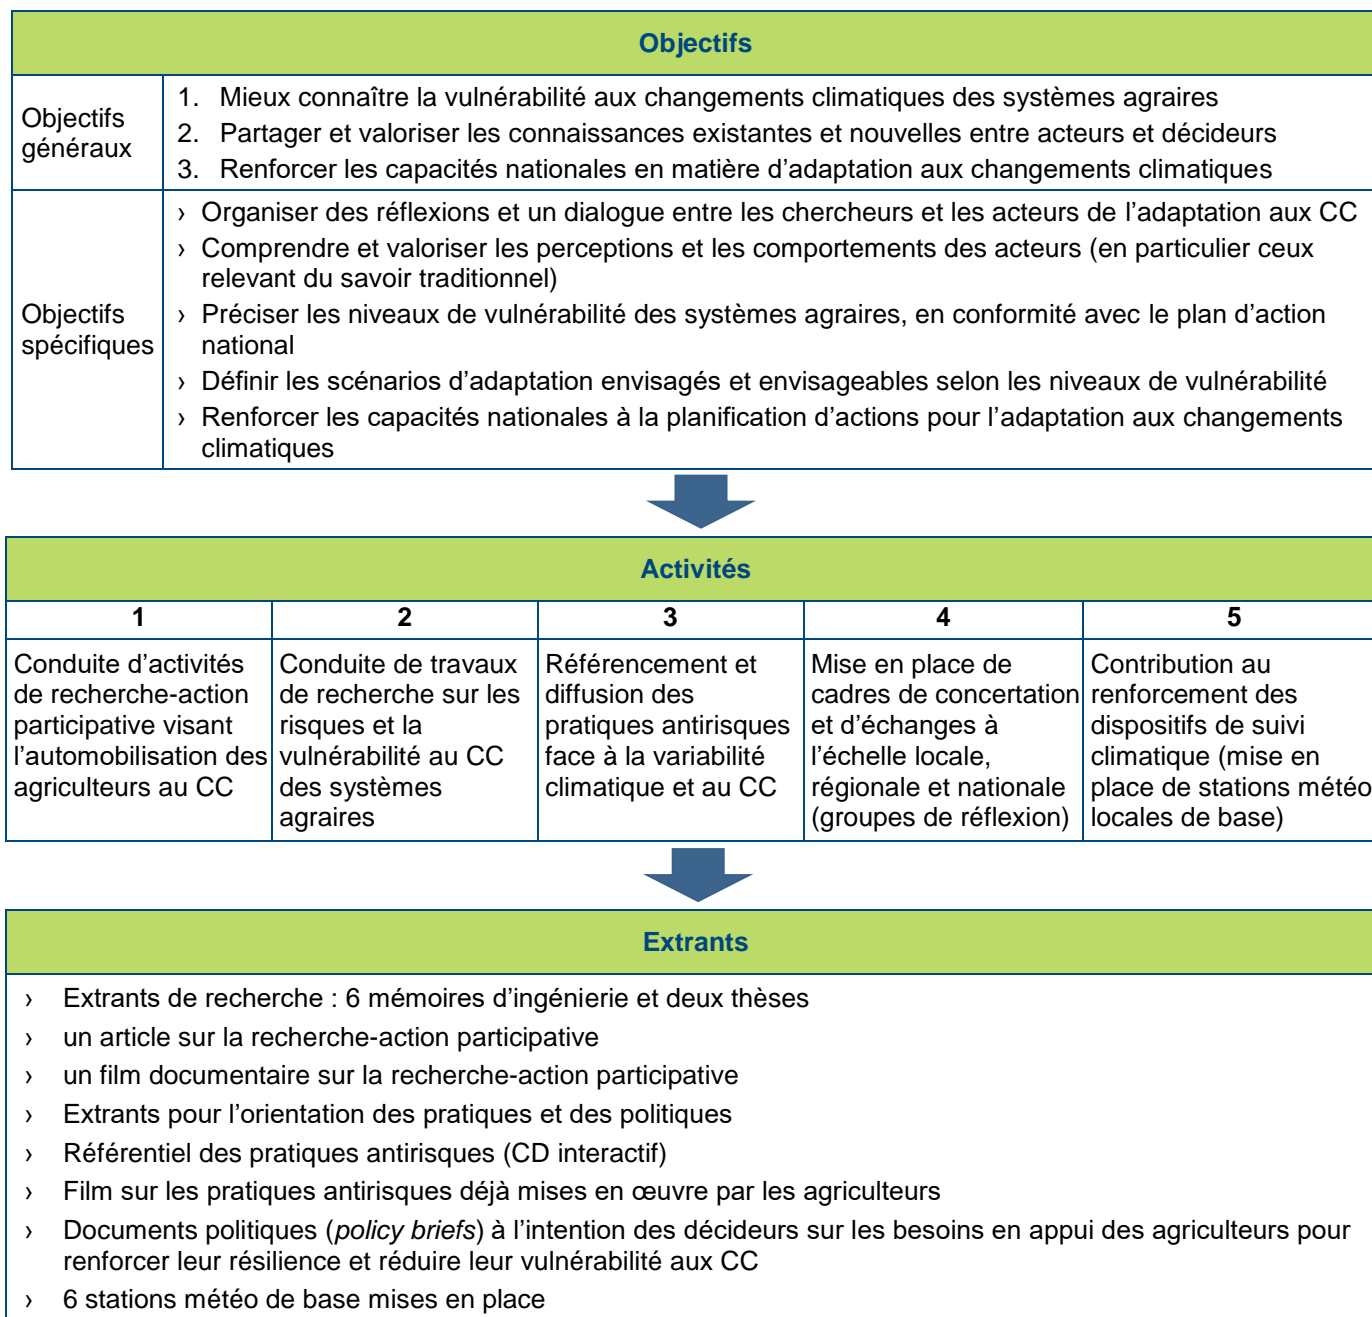 Objectifs
Objectifs
généraux
1. Mieux connaître la vulnérabilité aux changements climatiques des systèmes agraires
2. Partager et valoriser les connaissances existantes et nouvelles entre acteurs et décideurs
3. Renforcer les capacités nationales en matière d’adaptation aux changements climatiques
Objectifs
spécifiques
› Organiser des réflexions et un dialogue entre les chercheurs et les acteurs de l’adaptation aux CC
› Comprendre et valoriser les perceptions et les comportements des acteurs (en particulier ceux
relevant du savoir traditionnel)
› Préciser les niveaux de vulnérabilité des systèmes agraires, en conformité avec le plan d’action
national
› Définir les scénarios d’adaptation envisagés et envisageables selon les niveaux de vulnérabilité
› Renforcer les capacités nationales à la planification d’actions pour l’adaptation aux changements
climatiques
Activités
1
Conduite d’activités
de recherche-action
participative visant
l’automobilisation des
agriculteurs au CC
2
Conduite de travaux
de recherche sur les
risques et la
vulnérabilité au CC
des systèmes
agraires
3
Référencement et
diffusion des
pratiques antirisques
face à la variabilité
climatique et au CC
4
Mise en place de
cadres de concertation
et d’échanges à
l’échelle locale,
régionale et nationale
(groupes de réflexion)
5
Contribution au
renforcement des
dispositifs de suivi
climatique (mise en
place de stations météo
locales de base)
Extrants
› Extrants de recherche : 6 mémoires d’ingénierie et deux thèses
› un article sur la recherche-action participative
› un film documentaire sur la recherche-action participative
› Extrants pour l’orientation des pratiques et des politiques
› Référentiel des pratiques antirisques (CD interactif)
› Film sur les pratiques antirisques déjà mises en œuvre par les agriculteurs
› Documents politiques (policy briefs) à l’intention des décideurs sur les besoins en appui des agriculteurs pour
renforcer leur résilience et réduire leur vulnérabilité aux CC
› 6 stations météo de base mises en place